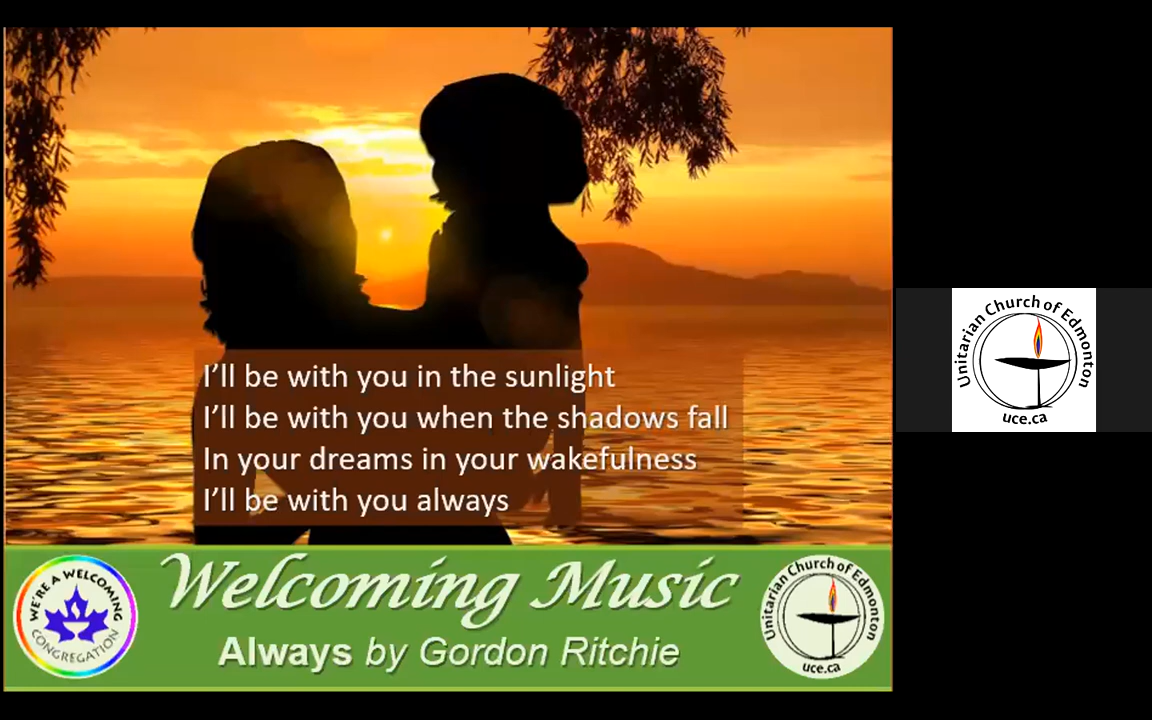 I'll be with you in the sunlight
I'll be with you when the shadows fall
In your dreams in your wakefulness
I'll be with you always
Welcoming Music
Always by Gordon Ritchie
WE'RE A WELCOMING
CONGREGATION
Unitarian Church of Edmonton
uce.ca
Unitarian Church of Edmonton
uce.ca